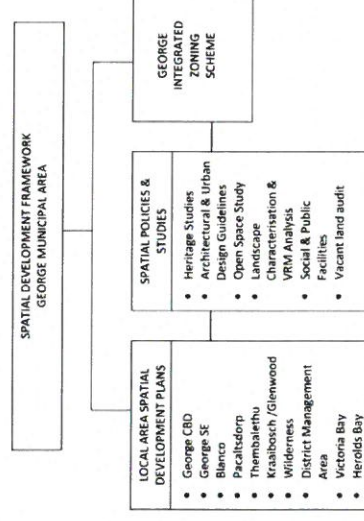 SPATIAL DEVELOPMENT FRAMEWORK
GEORGE MUNICIPAL AREA
LOCAL AREA SPATIAL
DEVELOPMENT PLANS
• George CBD
• George SE
• Blanco
• Pacaltsdorp
• Thembalethu
• Kraaibosch /Glenwood
• Wilderness
• District Management
Area
• Victoria Bay
• Herolds Bay
SPATIAL POLICIES &
STUDIES
• Heritage Studies
• Architectural & Urban
Design Guidelines
• Open Space Study
• Landscape
Characterisation &
VRM Analysis
• Social & Public
Facilities
• Vacant land audit
GEORGE
INTEGRATED
ZONING
SCHEME